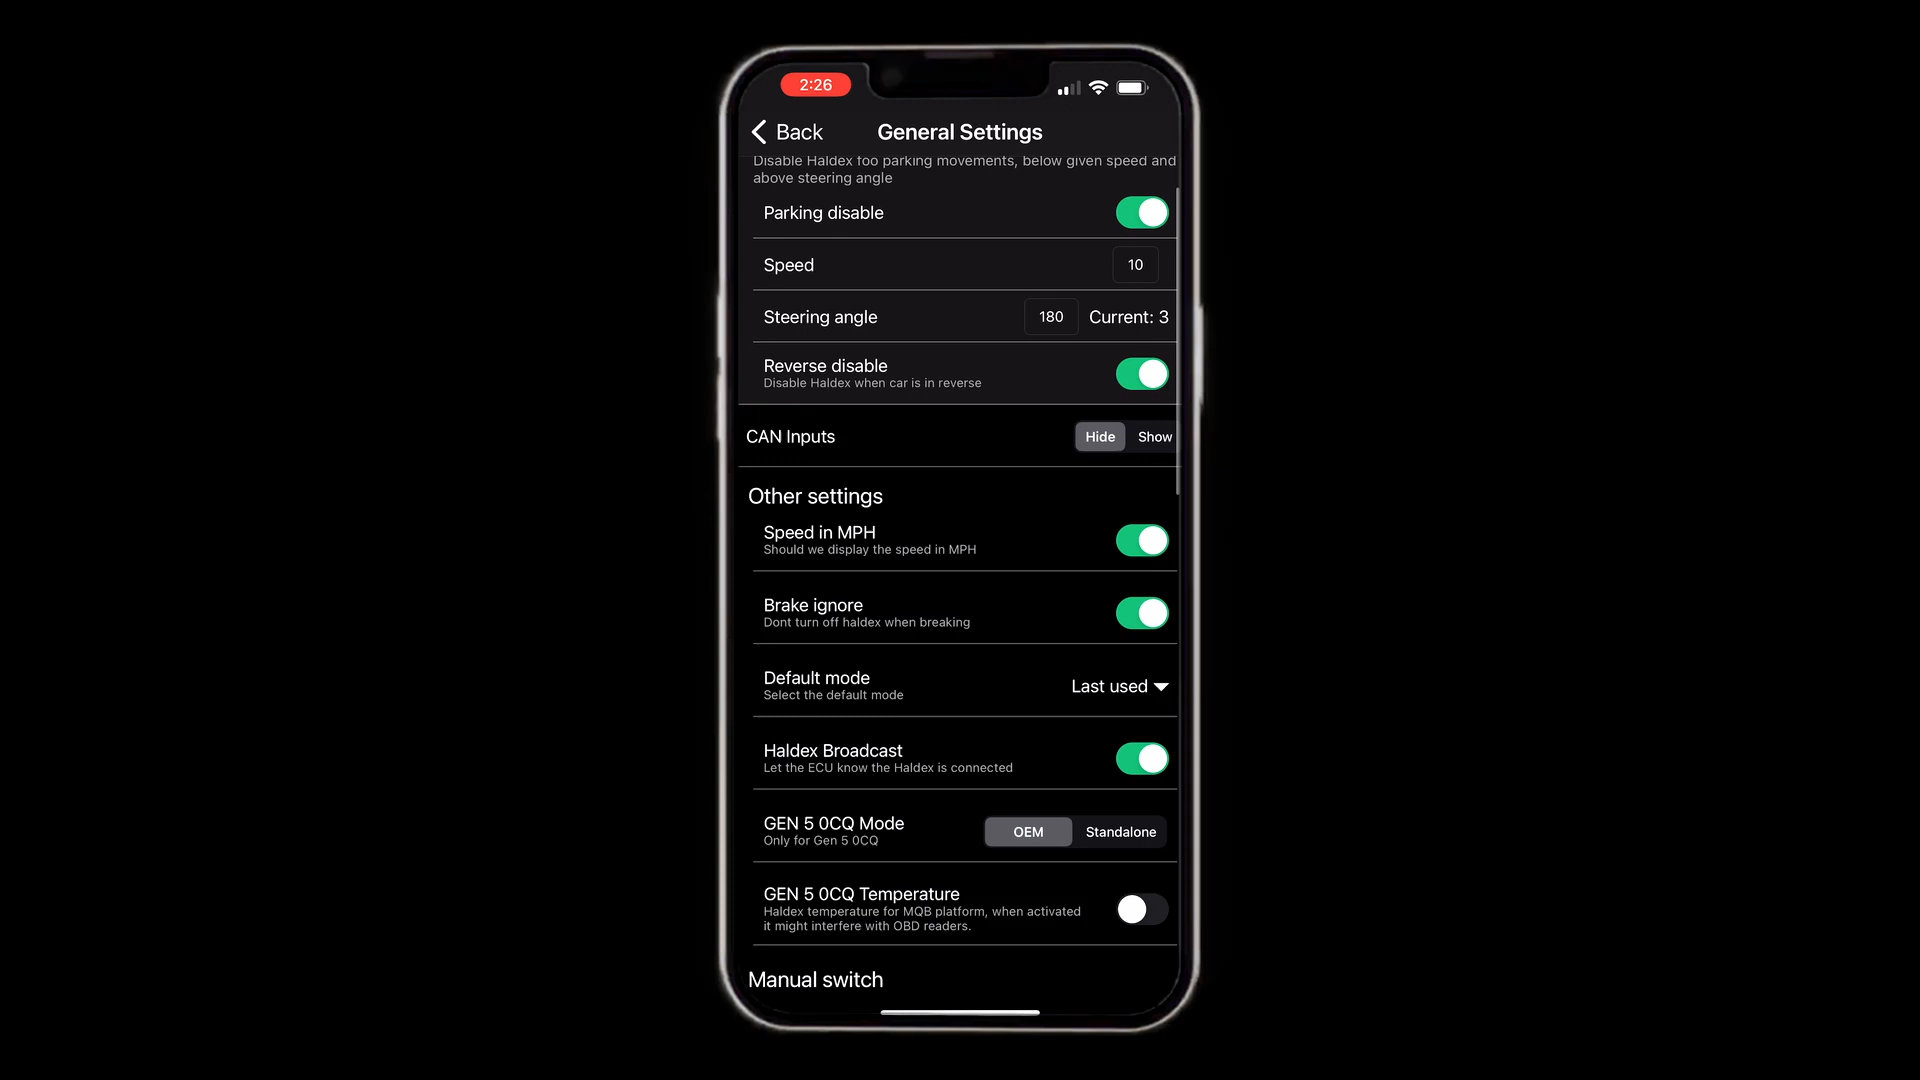 2:26
Back
General Settings
Disable Haldex foo parking movements, below given speed and
above steering angle
Parking disable
Speed 10
Steering angle 180 Current: 3
Reverse disable
Disable Haldex when car is in reverse
CAN Inputs Hide Show
Other settings
Speed in MPH
Should we display the speed in MPH
Brake ignore
Dont turn off haldex when breaking
Default mode
Select the default mode
Last used
Haldex Broadcast
Let the ECU know the Haldex is connected
GEN 5 0CQ Mode
Only for Gen 5 0CQ
OEM Standalone
GEN 5 0CQ Temperature
Haldex temperature for MQB platform, when activated
it might interfere with OBD readers.
Manual switch